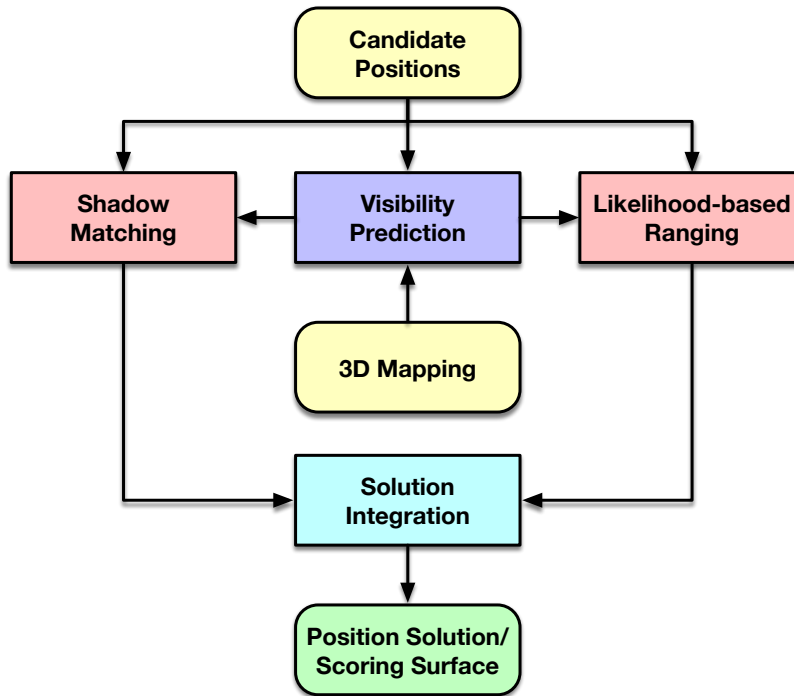 Candidate
Positions
Shadow
Matching
Visibility
Prediction
Likelihood-based
Ranging
3D Mapping
Solution
Integration
Position Solution/
Scoring Surface